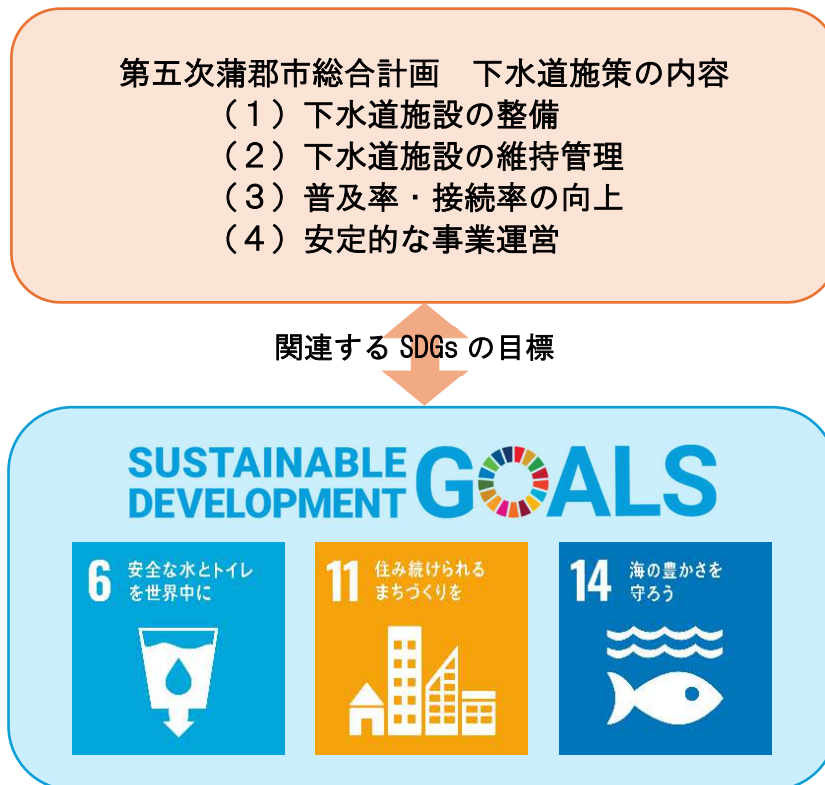 第五次蒲郡市総合計画　下水道施策の内容
（１）下水道施設の整備
（２）下水道施設の維持管理
（３）普及率・接続率の向上
（４）安定的な事業運営
関連する SDGs の目標
SUSTAINABLE
DEVELOPMENT
GOALS
6
安全な水とトイレ
を世界中に
11
住み続けられる
まちづくりを
14
海の豊かさを
守ろう